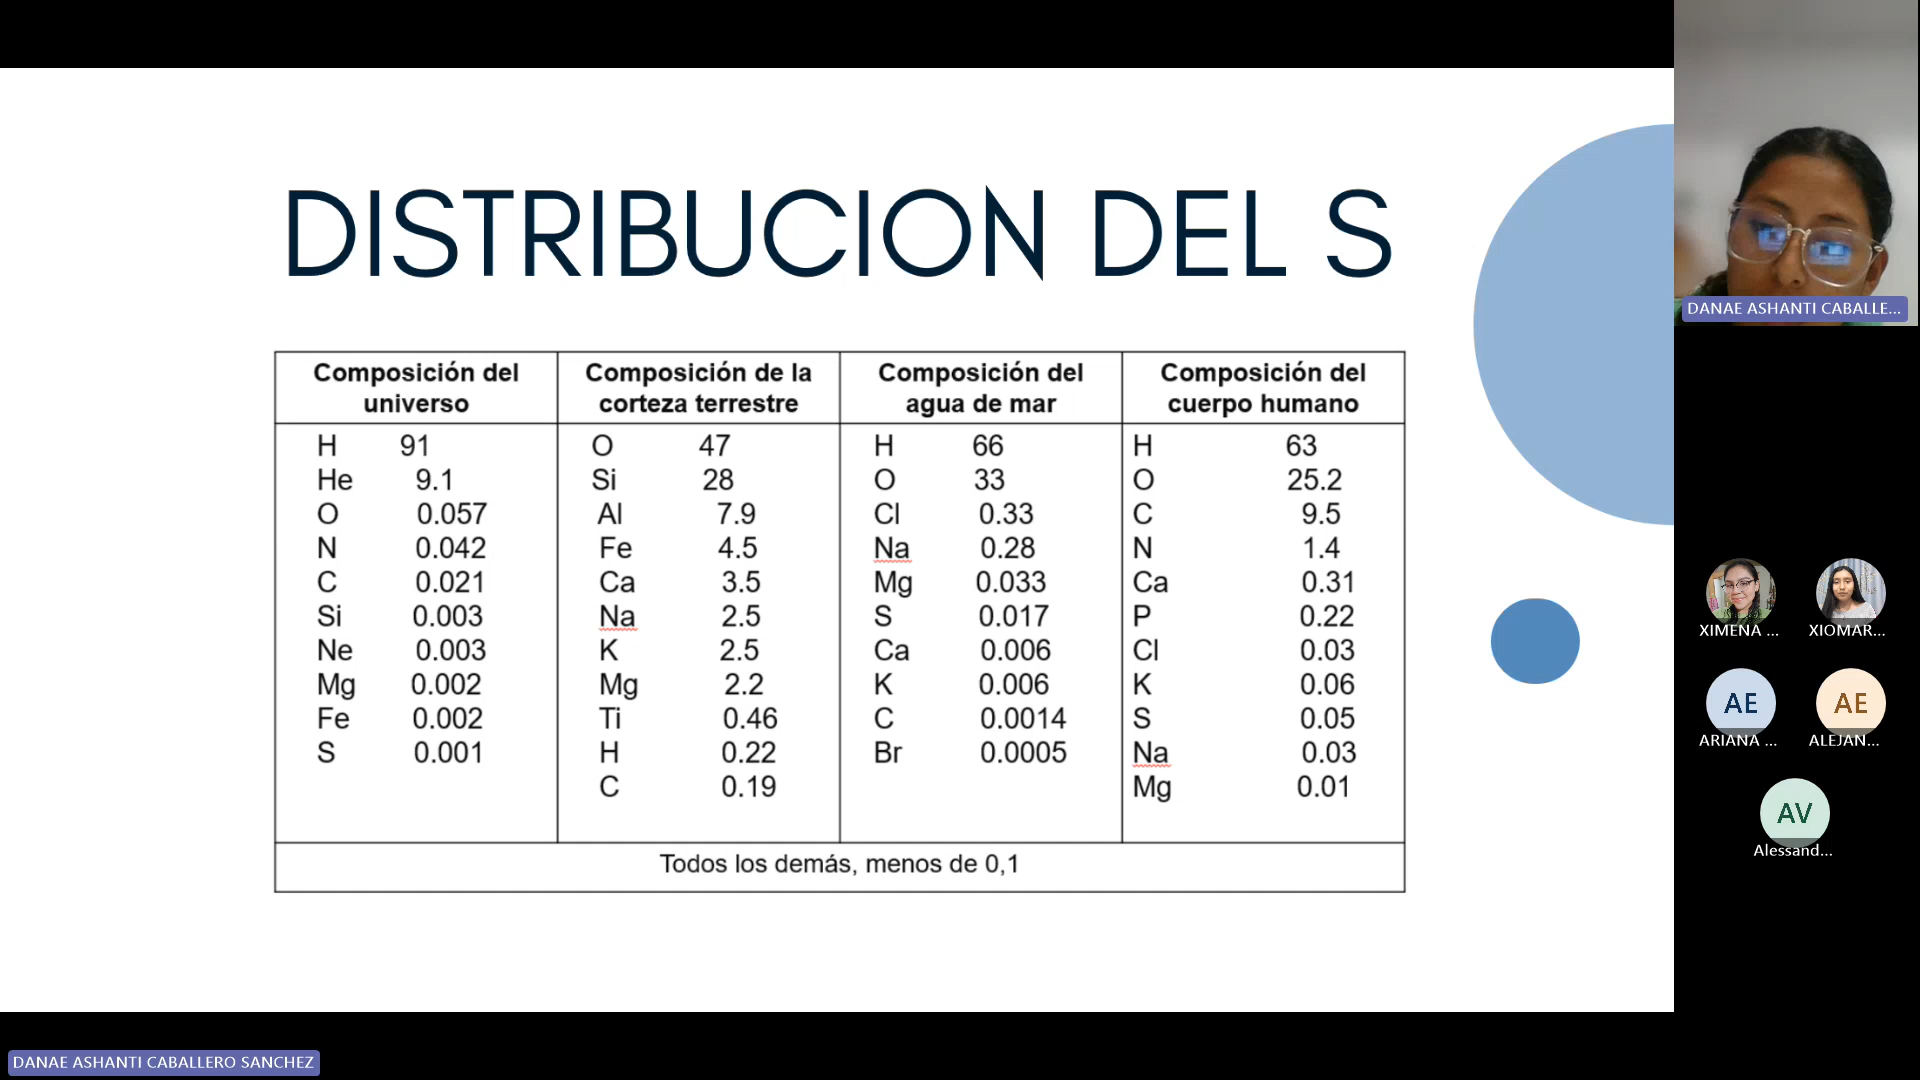 DISTRIBUCION DEL S
Composición del universo
Composición de la corteza terrestre
Composición del agua de mar
Composición del cuerpo humano
H 91
He 9.1
O 0.057
N 0.042
C 0.021
Si 0.003
Ne 0.003
Mg 0.002
Fe 0.002
S 0.001
O 47
Si 28
Al 7.9
Fe 4.5
Ca 3.5
Na 2.5
K 2.5
Mg 2.2
Ti 0.46
H 0.22
C 0.19
H 66
O 33
Cl 0.33
Na 0.28
Mg 0.033
S 0.017
Ca 0.006
K 0.006
C 0.0014
Br 0.0005
H 63
O 25.2
C 9.5
N 1.4
Ca 0.31
P 0.22
Cl 0.03
K 0.06
S 0.05
Na 0.03
Mg 0.01
Todos los demás, menos de 0,1
DANAE ASHANTI CABALLE...
XIMENA ...
XIOMAR...
AE
ARIANA ...
AE
ALEJAN...
AV
Alessand...
DANAE ASHANTI CABALLERO SANCHEZ